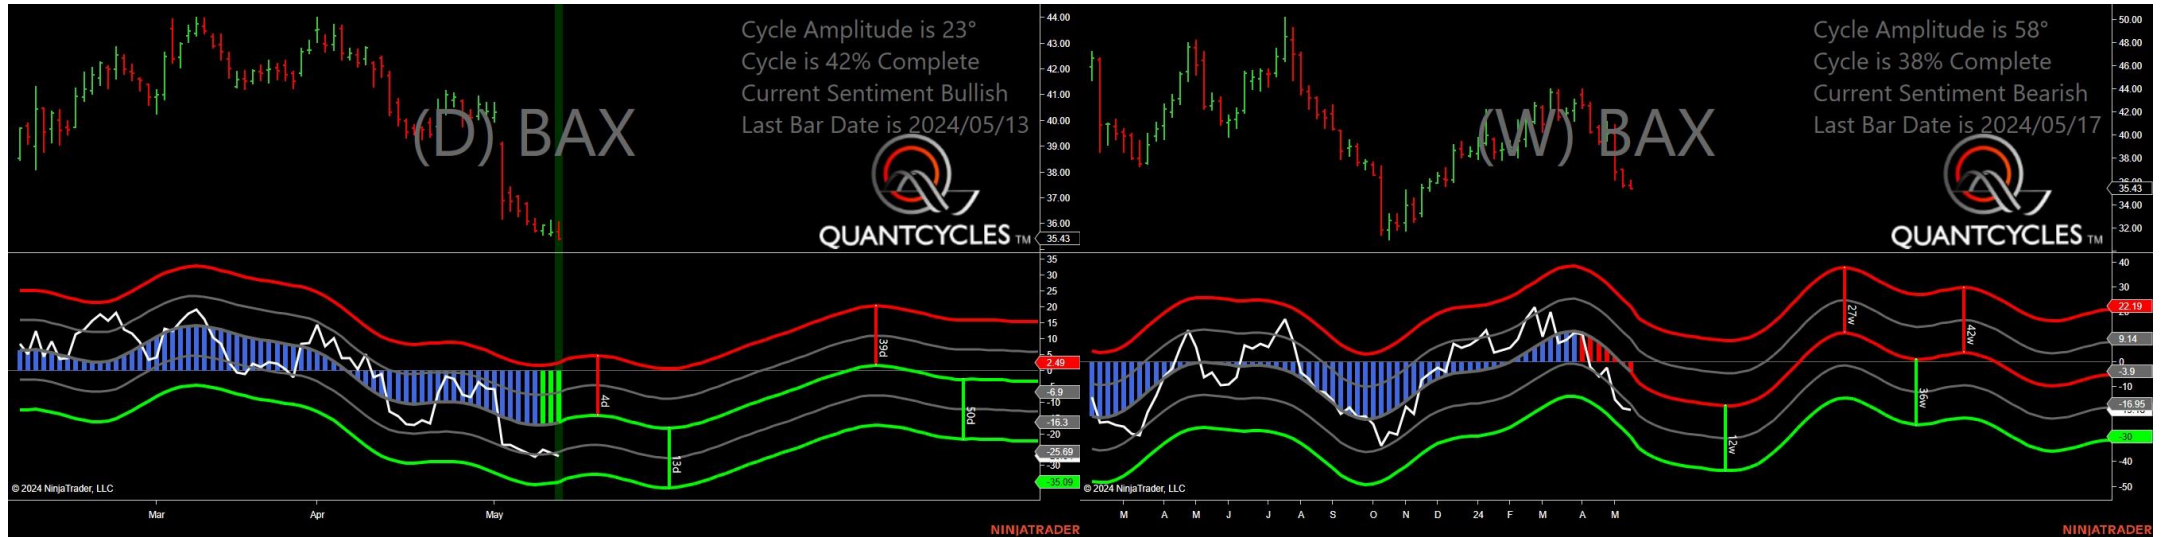 Cycle Amplitude is 23°
Cycle is 42% Complete
Current Sentiment Bullish
Last Bar Date is 2024/05/13
(D) BAX
QUANTCYCLES TM
44.00
43.00
42.00
41.00
40.00
39.00
38.00
37.00
36.00
35.43
35
30
25
20
15
10
5
2.49
0
-6.9
-10
-16.3
-20
-25.69
-30
-35.09
4d
13d
39d
50d
© 2024 NinjaTrader, LLC
Mar Apr May
NINJATRADER
Cycle Amplitude is 58°
Cycle is 38% Complete
Current Sentiment Bearish
Last Bar Date is 2024/05/17
(W) BAX
QUANTCYCLES TM
50.00
48.00
46.00
44.00
42.00
40.00
38.00
36.00
35.43
34.00
32.00
40
30
22.19
9.14
0
-3.9
-10
-16.95
-30
-40
-50
12w
27w
36w
42w
© 2024 NinjaTrader, LLC
M A M J J A S O N D 24 F M A M
NINJATRADER